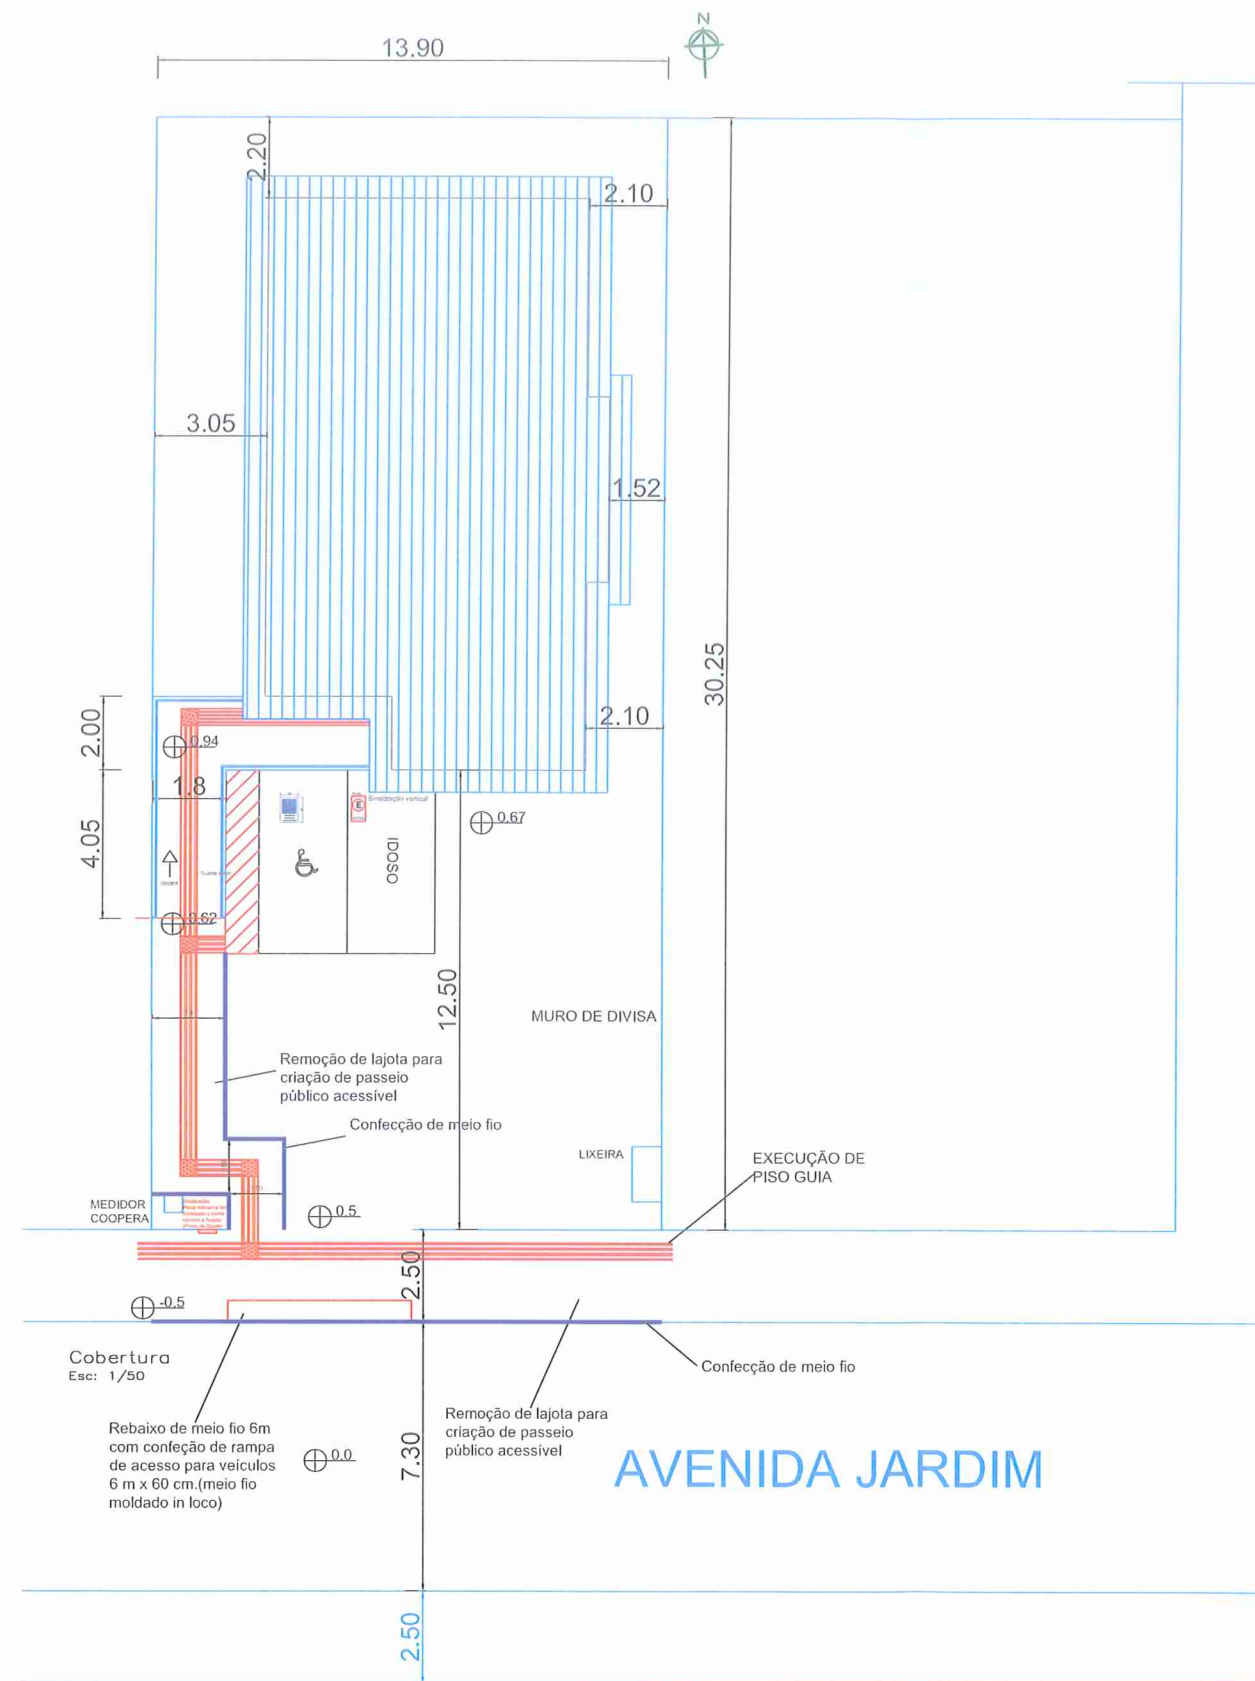 N
13.90
2.20
2.10
3.05
1.52
30.25
2.00
2.10
0.94
1.8
Sinalização vertical
E
0.67
4.05
IDOSO
0.62
12.50
MURO DE DIVISA
Remoção de lajota para
criação de passeio
público acessível
Confecção de meio fio
LIXEIRA
EXECUÇÃO DE
PISO GUIA
MEDIDOR
COOPERA
0.5
2.50
-0.5
Cobertura
Esc: 1/50
Confecção de meio fio
Rebaixo de meio fio 6m
com confeção de rampa
de acesso para veículos
6 m x 60 cm.(meio fio
moldado in loco)
0.0
7.30
Remoção de lajota para
criação de passeio
público acessível
AVENIDA JARDIM
2.50